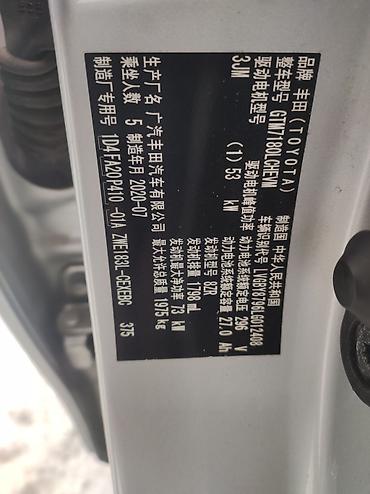 品牌 丰田(TOYOTA) 制造国 中华人民共和国
整车型号 GTM7180LCHEVM 车辆识别代号 LVGBV87E96LG012408
驱动电机型号 驱动电机峰值功率 动力电池系统额定电压 296 V
3JM (1) 53 kW 动力电池系统额定容量 27.0 Ah
发动机型号 8ZR
发动机排量 1798 mL
生产厂名 广汽丰田汽车有限公司 发动机最大净功率 73 kW
乘坐人数 5 制造年月 2020-07 最大允许总质量 1975 kg
制造厂专用号 1D4FA20P410 -01A ZWE183L-GEXEBC 375